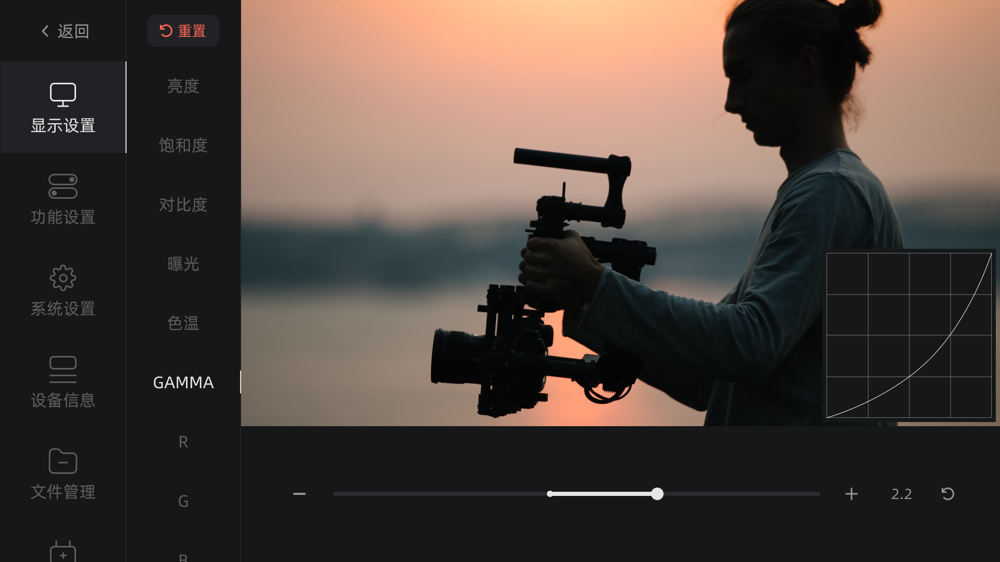 返回
重置
显示设置
功能设置
系统设置
设备信息
文件管理
亮度
饱和度
对比度
曝光
色温
GAMMA
R
G
B
2.2